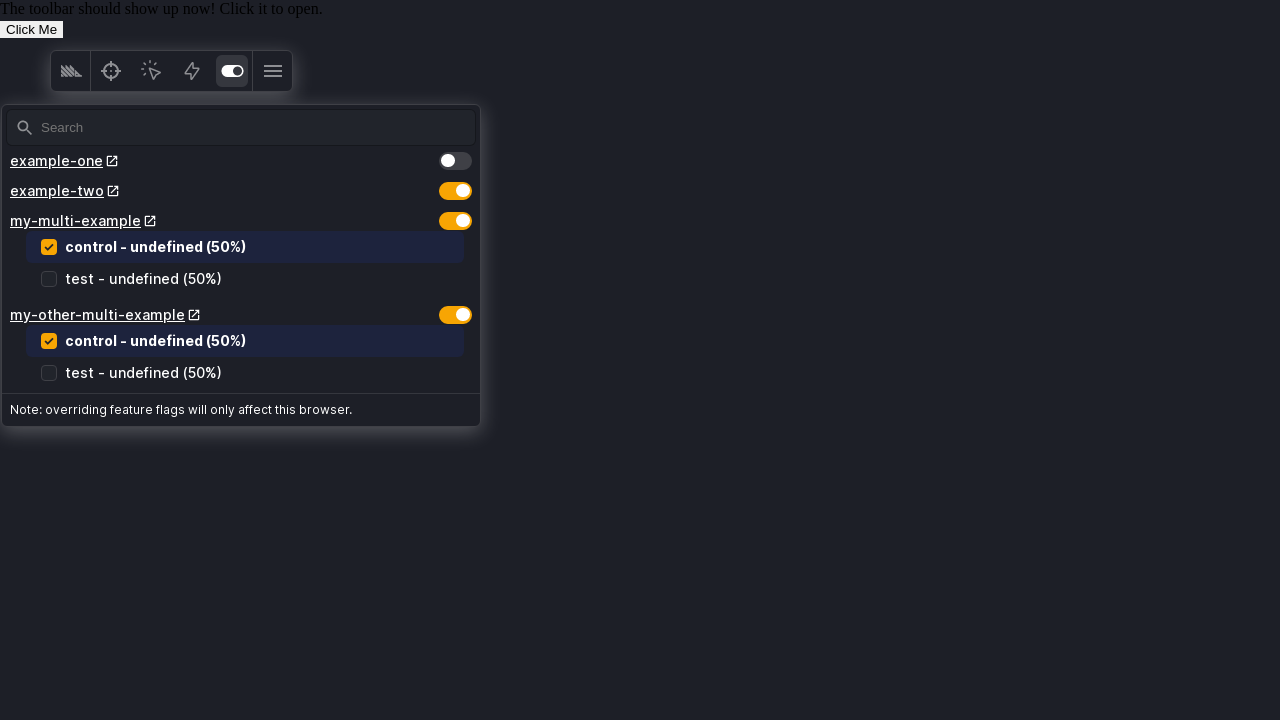 The toolbar should show up now! Click it to open.
Click Me
Search
example-one
example-two
my-multi-example
control - undefined (50%)
test - undefined (50%)
my-other-multi-example
control - undefined (50%)
test - undefined (50%)
Note: overriding feature flags will only affect this browser.